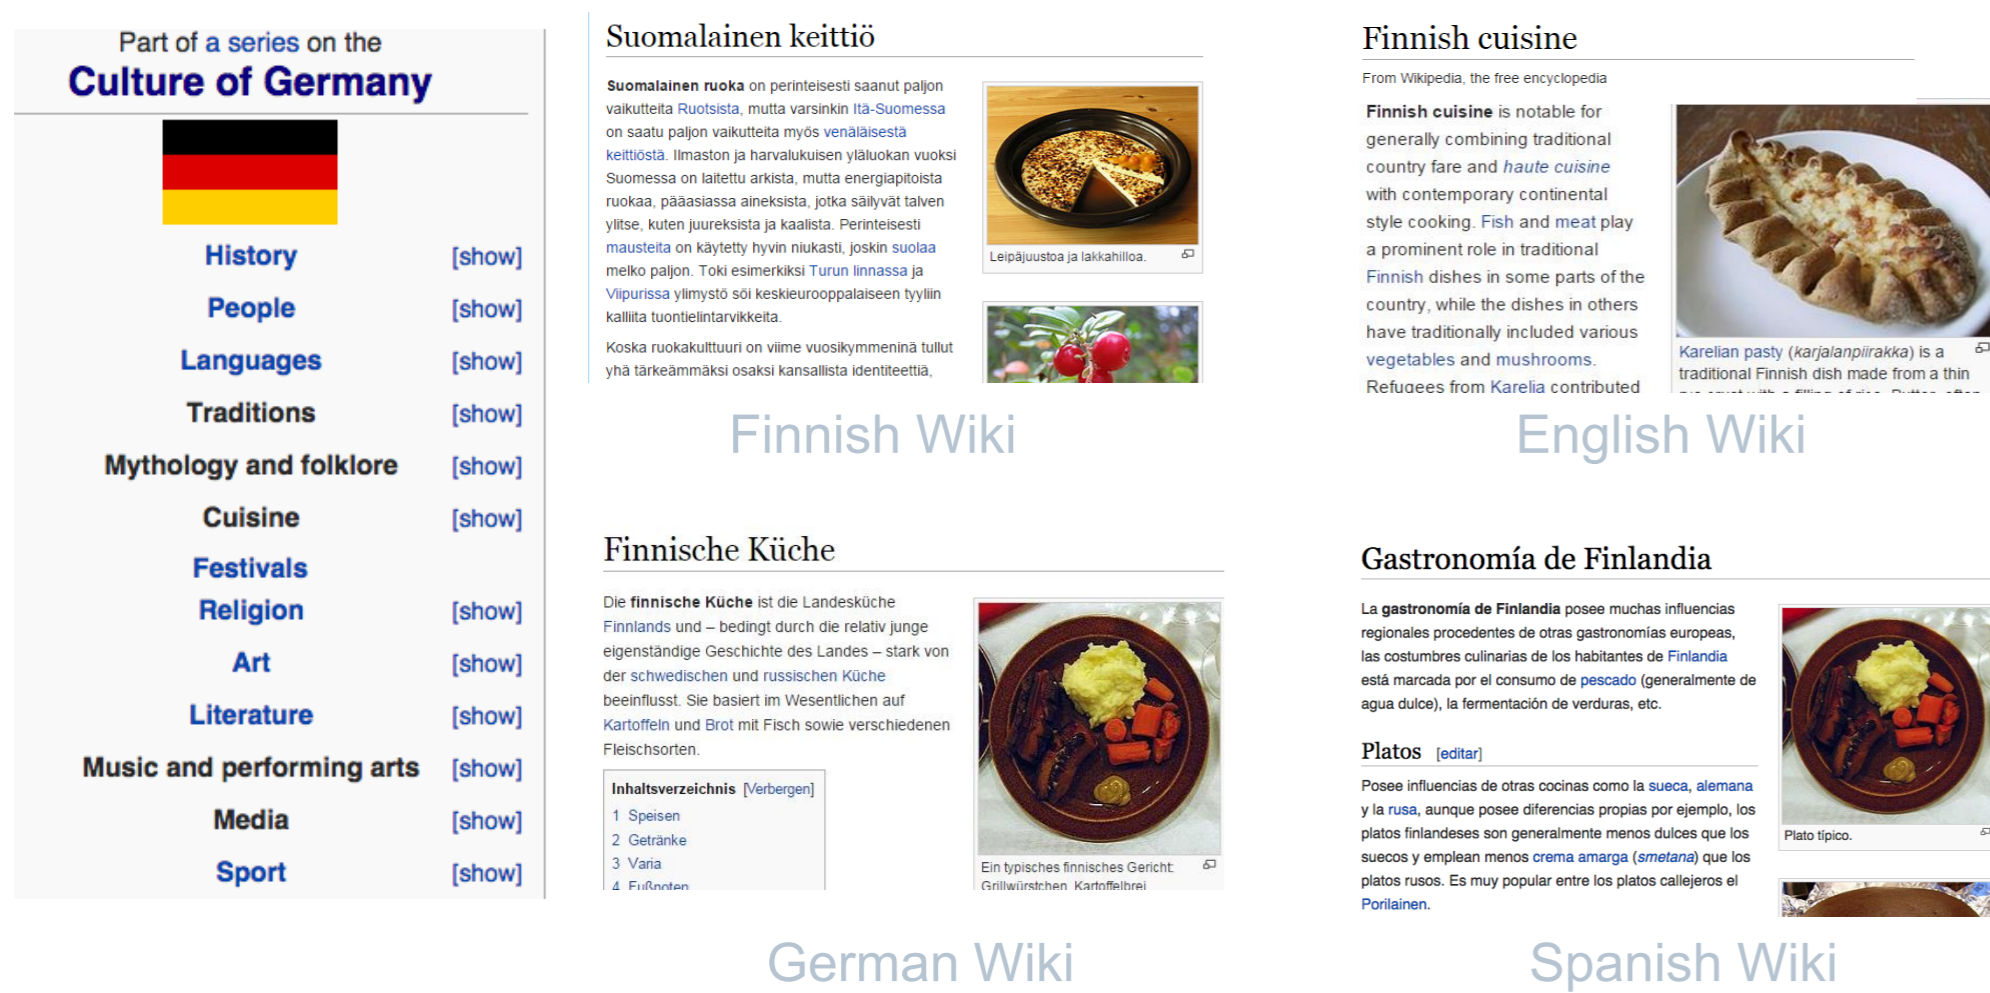 Part of a series on the
Culture of Germany
History [show]
People [show]
Languages [show]
Traditions [show]
Mythology and folklore [show]
Cuisine [show]
Festivals
Religion [show]
Art [show]
Literature [show]
Music and performing arts [show]
Media [show]
Sport [show]
Suomalainen keittiö
Suomalainen ruoka on perinteisesti saanut paljon
vaikutteita Ruotsista, mutta varsinkin Itä-Suomessa
on saatu paljon vaikutteita myös venäläisestä
keittiöstä. Ilmaston ja harvalukuisen yläluokan vuoksi
Suomessa on laitettu arkista, mutta energiapitoista
ruokaa, pääasiassa aineksista, jotka säilyvät talven
ylitse, kuten juureksista ja kaalista. Perinteisesti
mausteita on käytetty hyvin niukasti, joskin suolaa
melko paljon. Toki esimerkiksi Turun linnassa ja
Viipurissa ylimystö söi keskieurooppalaiseen tyyliin
kalliita tuontielintarvikkeita.
Koska ruokakulttuuri on viime vuosikymmeninä tullut
yhä tärkeämmäksi osaksi kansallista identiteettiä,
Leipäjuustoa ja lakkahilloa.
Finnish Wiki
Finnish cuisine
From Wikipedia, the free encyclopedia
Finnish cuisine is notable for
generally combining traditional
country fare and haute cuisine
with contemporary continental
style cooking. Fish and meat play
a prominent role in traditional
Finnish dishes in some parts of the
country, while the dishes in others
have traditionally included various
vegetables and mushrooms.
Refugees from Karelia contributed
Karelian pasty (karjalanpiirakka) is a
traditional Finnish dish made from a thin
rye crust with a filling of rice. Butter, often
English Wiki
Finnische Küche
Die finnische Küche ist die Landesküche
Finnlands und – bedingt durch die relativ junge
eigenständige Geschichte des Landes – stark von
der schwedischen und russischen Küche
beeinflusst. Sie basiert im Wesentlichen auf
Kartoffeln und Brot mit Fisch sowie verschiedenen
Fleischsorten.
Inhaltsverzeichnis [Verbergen]
1 Speisen
2 Getränke
3 Varia
4 Fußnoten
Ein typisches finnisches Gericht:
Grillwürstchen, Kartoffelbrei
German Wiki
Gastronomía de Finlandia
La gastronomía de Finlandia posee muchas influencias
regionales procedentes de otras gastronomías europeas,
las costumbres culinarias de los habitantes de Finlandia
está marcada por el consumo de pescado (generalmente de
agua dulce), la fermentación de verduras, etc.
Platos [editar]
Posee influencias de otras cocinas como la sueca, alemana
y la rusa, aunque posee diferencias propias por ejemplo, los
platos finlandeses son generalmente menos dulces que los
suecos y emplean menos crema amarga (smetana) que los
platos rusos. Es muy popular entre los platos callejeros el
Porilainen.
Plato típico.
Spanish Wiki